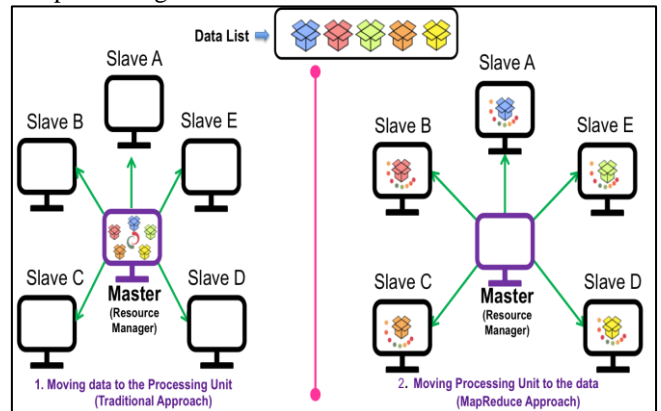 Data List
Slave A
Slave B
Slave E
Slave C
Slave D
Master
(Resource
Manager)
1. Moving data to the Processing Unit
(Traditional Approach)
Slave A
Slave B
Slave E
Slave C
Slave D
Master
(Resource
Manager)
2. Moving Processing Unit to the data
(MapReduce Approach)